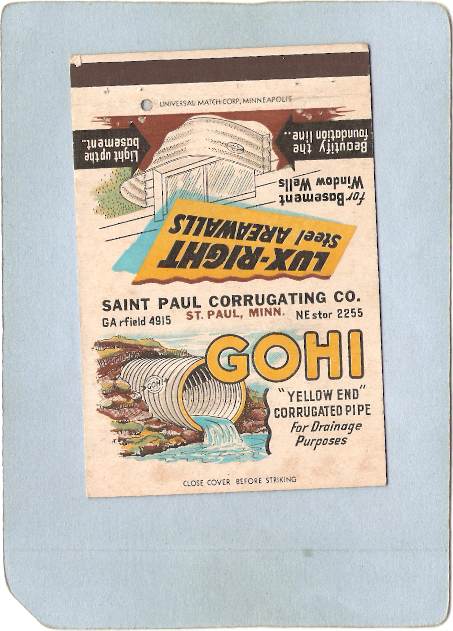 UNIVERSAL MATCH CORP., MINNEAPOLIS
Light up the
basement..
Beautify the
foundation line..
for Basement
Window Wells
LUX-RIGHT
Steel AREAWALLS
SAINT PAUL CORRUGATING CO.
GArfield 4915 ST. PAUL, MINN. NEstor 2255
GOHI
GOHI
"YELLOW END"
CORRUGATED PIPE
For Drainage
Purposes
CLOSE COVER BEFORE STRIKING